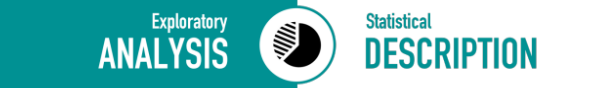 Exploratory
ANALYSIS
Statistical
DESCRIPTION